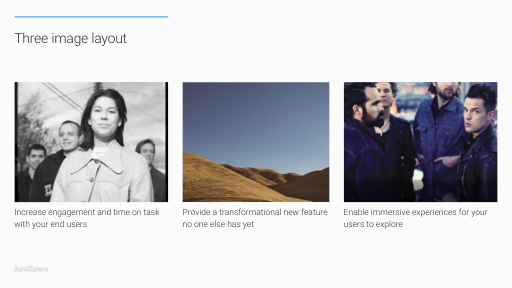 Three image layout
Increase engagement and time on task
with your end users
Provide a transformational new feature
no one else has yet
Enable immersive experiences for your
users to explore